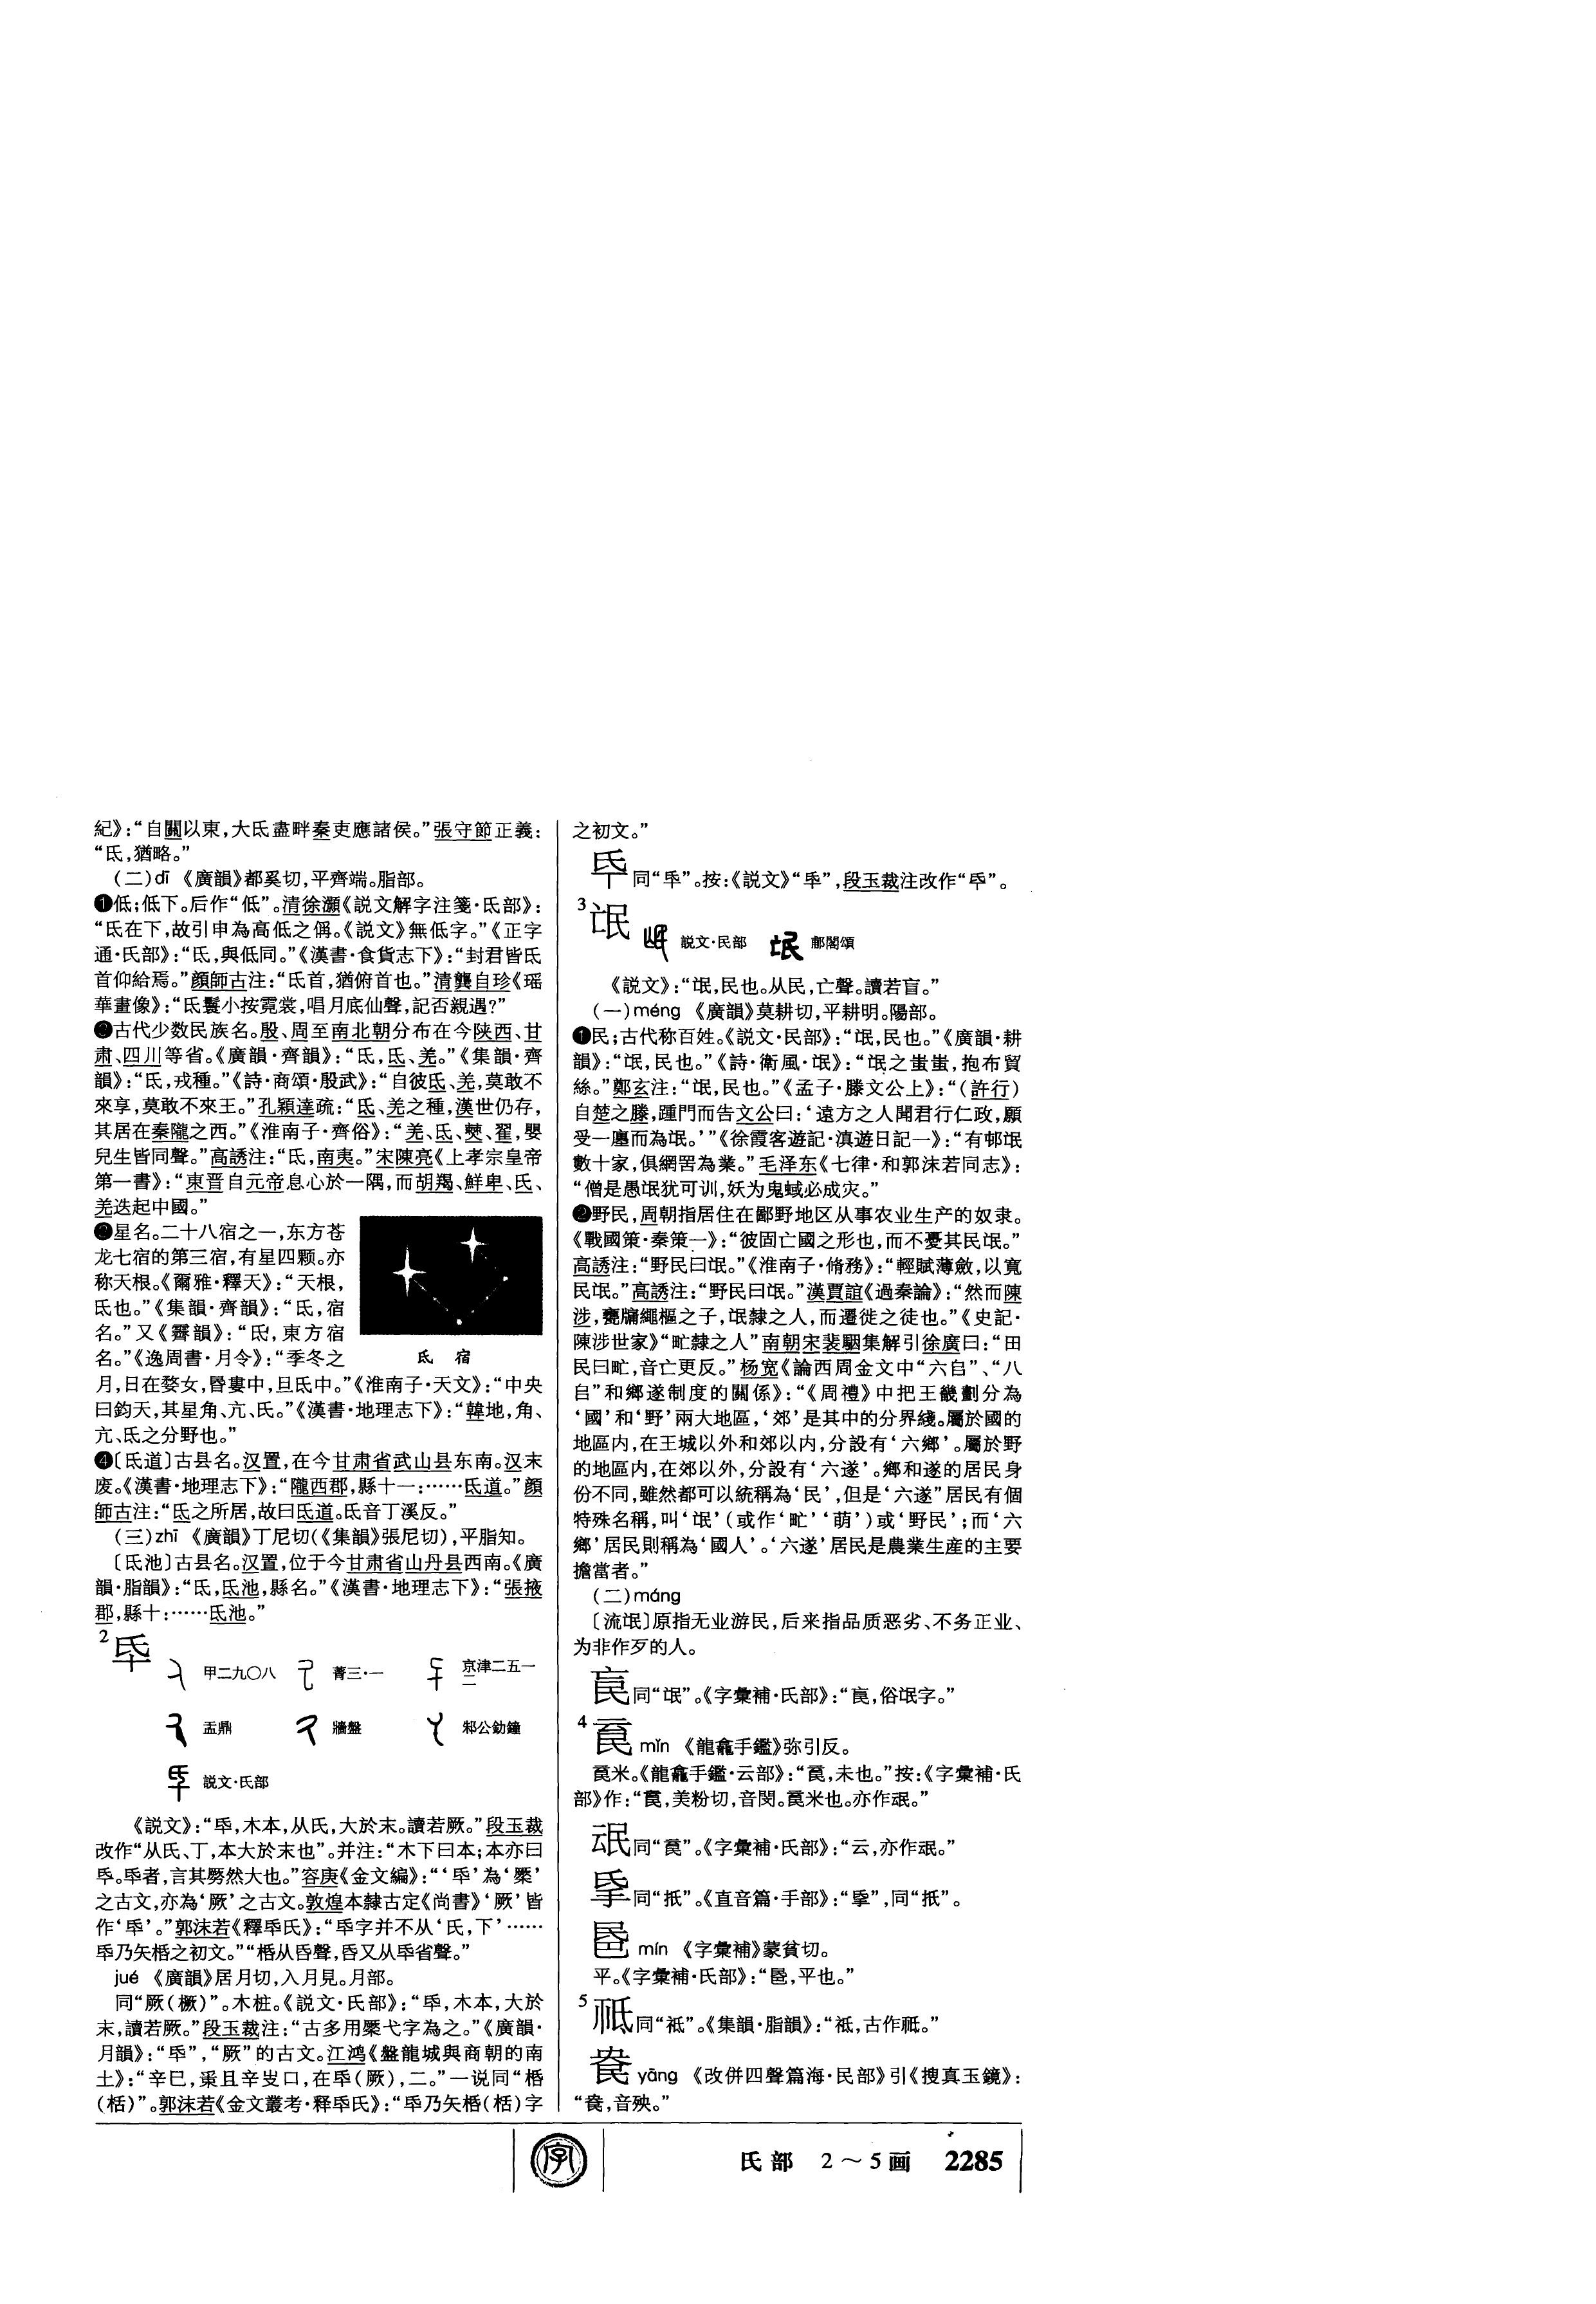 紀》：“自關以東，大氐盡畔秦吏應諸侯。”張守節正義：
“氐，猶略。”
（二）dī 《廣韻》都奚切，平齊端。脂部。
❶低；低下。后作“低”。清徐灝《説文解字注箋·氐部》：
“氐在下，故引申為高低之偁。《説文》無低字。”《正字
通·氏部》：“氐，與低同。”《漢書·食貨志下》：“封君皆氐
首仰給焉。”顔師古注：“氐首，猶俯首也。”清龔自珍《瑶
華畫像》：“氐鬟小按霓裳，唱月底仙聲，記否親遇？”
❷古代少数民族名。殷、周至南北朝分布在今陕西、甘
肃、四川等省。《廣韻·齊韻》：“氐，氐、羌。”《集韻·齊
韻》：“氐，戎種。”《詩·商頌·殷武》：“自彼氐、羌，莫敢不
來享，莫敢不來王。”孔穎達疏：“氐、羌之種，漢世仍存，
其居在秦隴之西。”《淮南子·齊俗》：“羌、氐、僰、翟，嬰
兒生皆同聲。”高誘注：“氐，南夷。”宋陳亮《上孝宗皇帝
第一書》：“東晋自元帝息心於一隅，而胡羯、鮮卑、氐、
羌迭起中國。”
❸星名。二十八宿之一，东方苍
龙七宿的第三宿，有星四颗。亦
称天根。《爾雅·釋天》：“天根，
氐也。”《集韻·齊韻》：“氐，宿
名。”又《霽韻》：“氐，東方宿
名。”《逸周書·月令》：“季冬之
氐 宿
月，日在婺女，昏婁中，旦氐中。”《淮南子·天文》：“中央
曰鈞天，其星角、亢、氐。”《漢書·地理志下》：“韓地，角、
亢、氐之分野也。”
❹〔氐道〕古县名。汉置，在今甘肃省武山县东南。汉末
废。《漢書·地理志下》：“隴西郡，縣十一：……氐道。”顔
師古注：“氐之所居，故曰氐道。氐音丁溪反。”
（三）zhī 《廣韻》丁尼切（《集韻》張尼切），平脂知。
〔氐池〕古县名。汉置，位于今甘肃省山丹县西南。《廣
韻·脂韻》：“氐，氐池，縣名。”《漢書·地理志下》：“張掖
郡，縣十：……氐池。”
2 氒
甲二九〇八 菁三·一 京津二五一二
盂鼎 牆盤 邾公釛鐘
説文·氏部
《説文》：“氒，木本，从氏，大於末。讀若厥。”段玉裁
改作“从氏、丁，本大於末也”。并注：“木下曰本；本亦曰
氒。氒者，言其厥然大也。”容庚《金文編》：“‘氒’為‘橜’
之古文，亦為‘厥’之古文。敦煌本隸古定《尚書》‘厥’皆
作‘氒’。”郭沫若《釋氒氏》：“氒字并不从‘氏，下’……
氒乃矢桰之初文。”“桰从昏聲，昏又从氒省聲。”
jué 《廣韻》居月切，入月見。月部。
同“厥（橛）”。木桩。《説文·氏部》：“氒，木本，大於
末，讀若厥。”段玉裁注：“古多用橜弋字為之。”《廣韻·
月韻》：“氒”，“厥”的古文。江鸿《盤龍城與商朝的南
土》：“辛巳，𠦪且辛岁口，在氒（厥），二。”一说同“桰
（栝）”。郭沫若《金文叢考·释氒氏》：“氒乃矢桰（栝）字
之初文。”
同“氒”。按：《説文》“氒”，段玉裁注改作“𢀳”。
3 氓
説文·民部 郙閣頌
《説文》：“氓，民也。从民，亡聲。讀若盲。”
（一）méng 《廣韻》莫耕切，平耕明。陽部。
❶民；古代称百姓。《説文·民部》：“氓，民也。”《廣韻·耕
韻》：“氓，民也。”《詩·衛風·氓》：“氓之蚩蚩，抱布貿
絲。”鄭玄注：“氓，民也。”《孟子·滕文公上》：“（許行）
自楚之滕，踵門而告文公曰：‘遠方之人聞君行仁政，願
受一廛而為氓。’”《徐霞客遊記·滇遊日記一》：“有邨氓
數十家，俱網罟為業。”毛泽东《七律·和郭沫若同志》：
“僧是愚氓犹可训，妖为鬼蜮必成灾。”
❷野民，周朝指居住在鄙野地区从事农业生产的奴隶。
《戰國策·秦策一》：“彼固亡國之形也，而不憂其民氓。”
高誘注：“野民曰氓。”《淮南子·脩務》：“輕賦薄斂，以寬
民氓。”高誘注：“野民曰氓。”漢賈誼《過秦論》：“然而陳
涉，甕牖繩樞之子，氓隸之人，而遷徙之徒也。”《史記·
陳涉世家》“甿隸之人”南朝宋裴駰集解引徐廣曰：“田
民曰甿，音亡更反。”杨宽《論西周金文中“六𠂤”、“八
𠂤”和鄉遂制度的關係》：“《周禮》中把王畿劃分為
‘國’和‘野’兩大地區，‘郊’是其中的分界綫。屬於國的
地區内，在王城以外和郊以内，分設有‘六鄉’。屬於野
的地區内，在郊以外，分設有‘六遂’。鄉和遂的居民身
份不同，雖然都可以統稱為‘民’，但是‘六遂”居民有個
特殊名稱，叫‘氓’（或作‘甿’‘萌’）或‘野民’；而‘六
鄉’居民則稱為‘國人’。‘六遂’居民是農業生産的主要
擔當者。”
（二）máng
〔流氓〕原指无业游民，后来指品质恶劣、不务正业、
为非作歹的人。
同“氓”。《字彙補·氏部》：“，俗氓字。”
4
mǐn 《龍龕手鑑》弥引反。
米。《龍龕手鑑·云部》：“，未也。”按：《字彙補·氏
部》作：“，美粉切，音閔。米也。亦作。”
同“”。《字彙補·氏部》：“云，亦作。”
同“抵”。《直音篇·手部》：“”，同“抵”。
mín 《字彙補》蒙貧切。
平。《字彙補·氏部》：“，平也。”
5
同“祗”。《集韻·脂韻》：“祗，古作。”
yāng 《改併四聲篇海·民部》引《搜真玉鏡》：
“，音殃。”
字
氏部 2～5画 2285